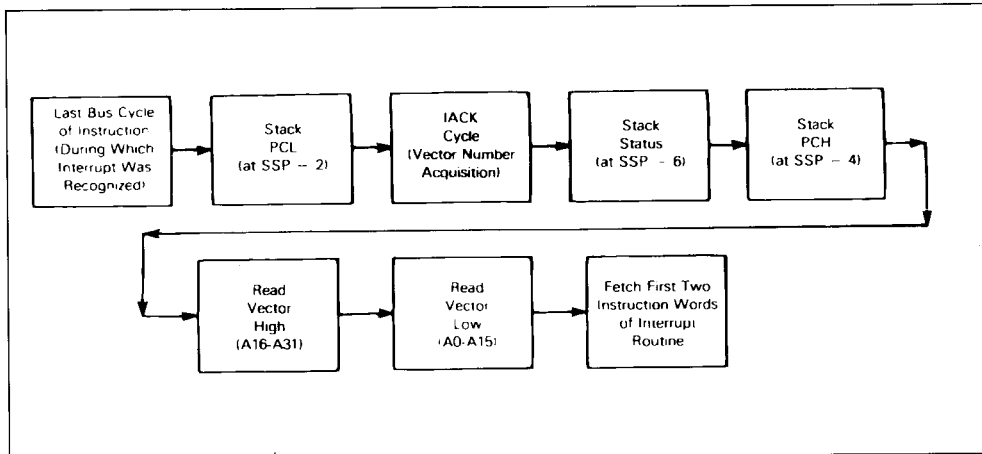 Last Bus Cycle
of Instruction
(During Which
Interrupt Was
Recognized)
Stack
PCL
(at SSP – 2)
IACK
Cycle
(Vector Number
Acquisition)
Stack
Status
(at SSP - 6)
Stack
PCH
(at SSP – 4)
Read
Vector
High
(A16-A31)
Read
Vector
Low
(A0-A15)
Fetch First Two
Instruction Words
of Interrupt
Routine